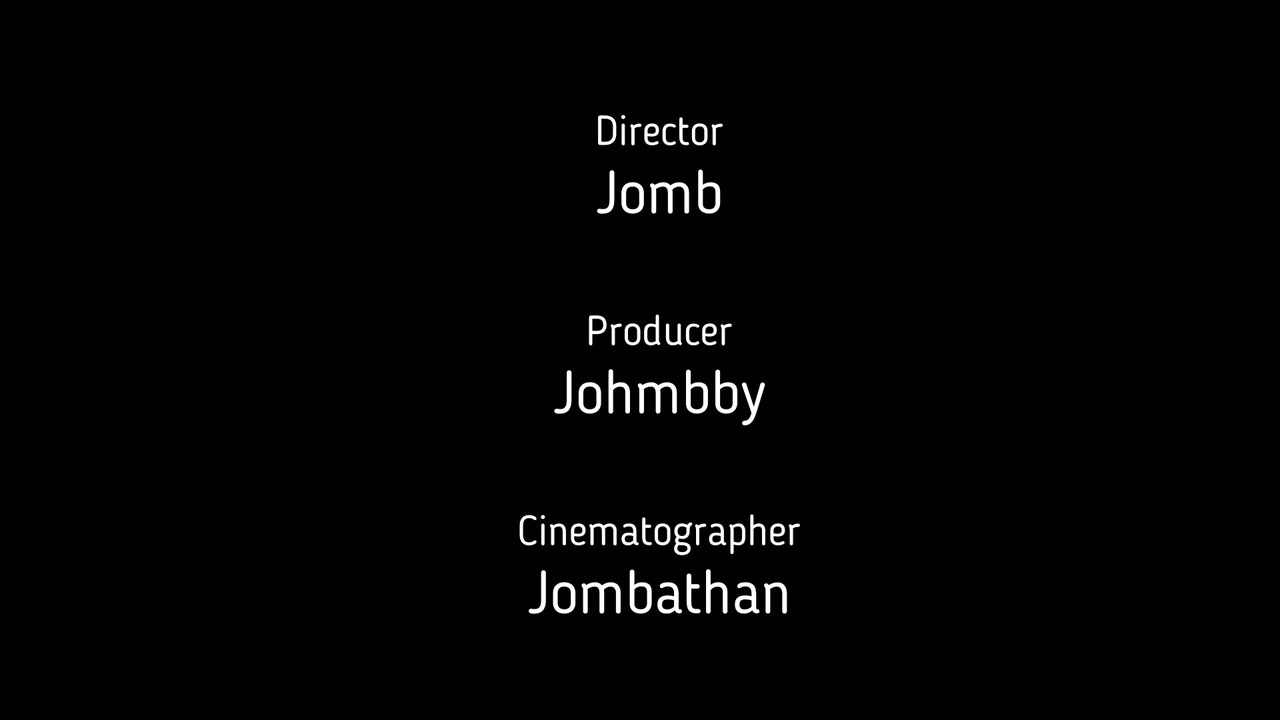 Director
Jomb
Producer
Johmbby
Cinematographer
Jombathan